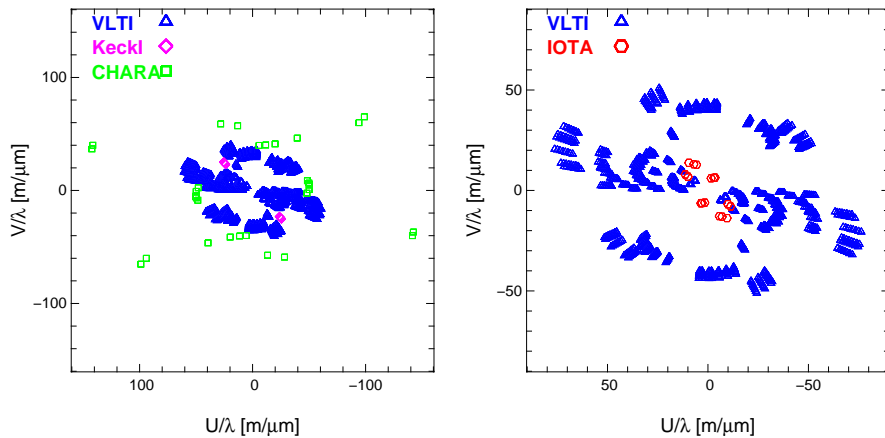 VLTI
KeckI
CHARA
100
0
−100
100
0
−100
V/λ [m/μm]
U/λ [m/μm]
VLTI
IOTA
50
0
−50
50
0
−50
V/λ [m/μm]
U/λ [m/μm]